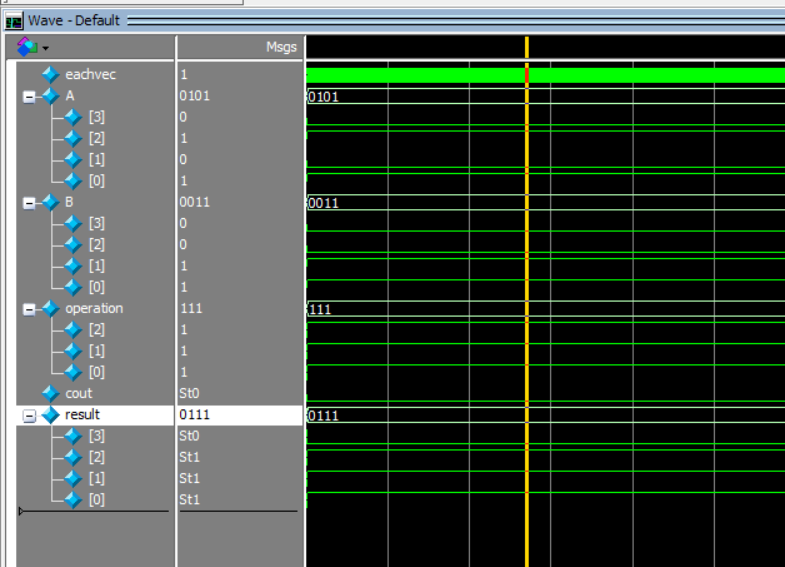 Wave - Default
Msgs
eachvec 1
A 0101 0101
[3] 0
[2] 1
[1] 0
[0] 1
B 0011 0011
[3] 0
[2] 0
[1] 1
[0] 1
operation 111 111
[2] 1
[1] 1
[0] 1
cout St0
result 0111 0111
[3] St0
[2] St1
[1] St1
[0] St1